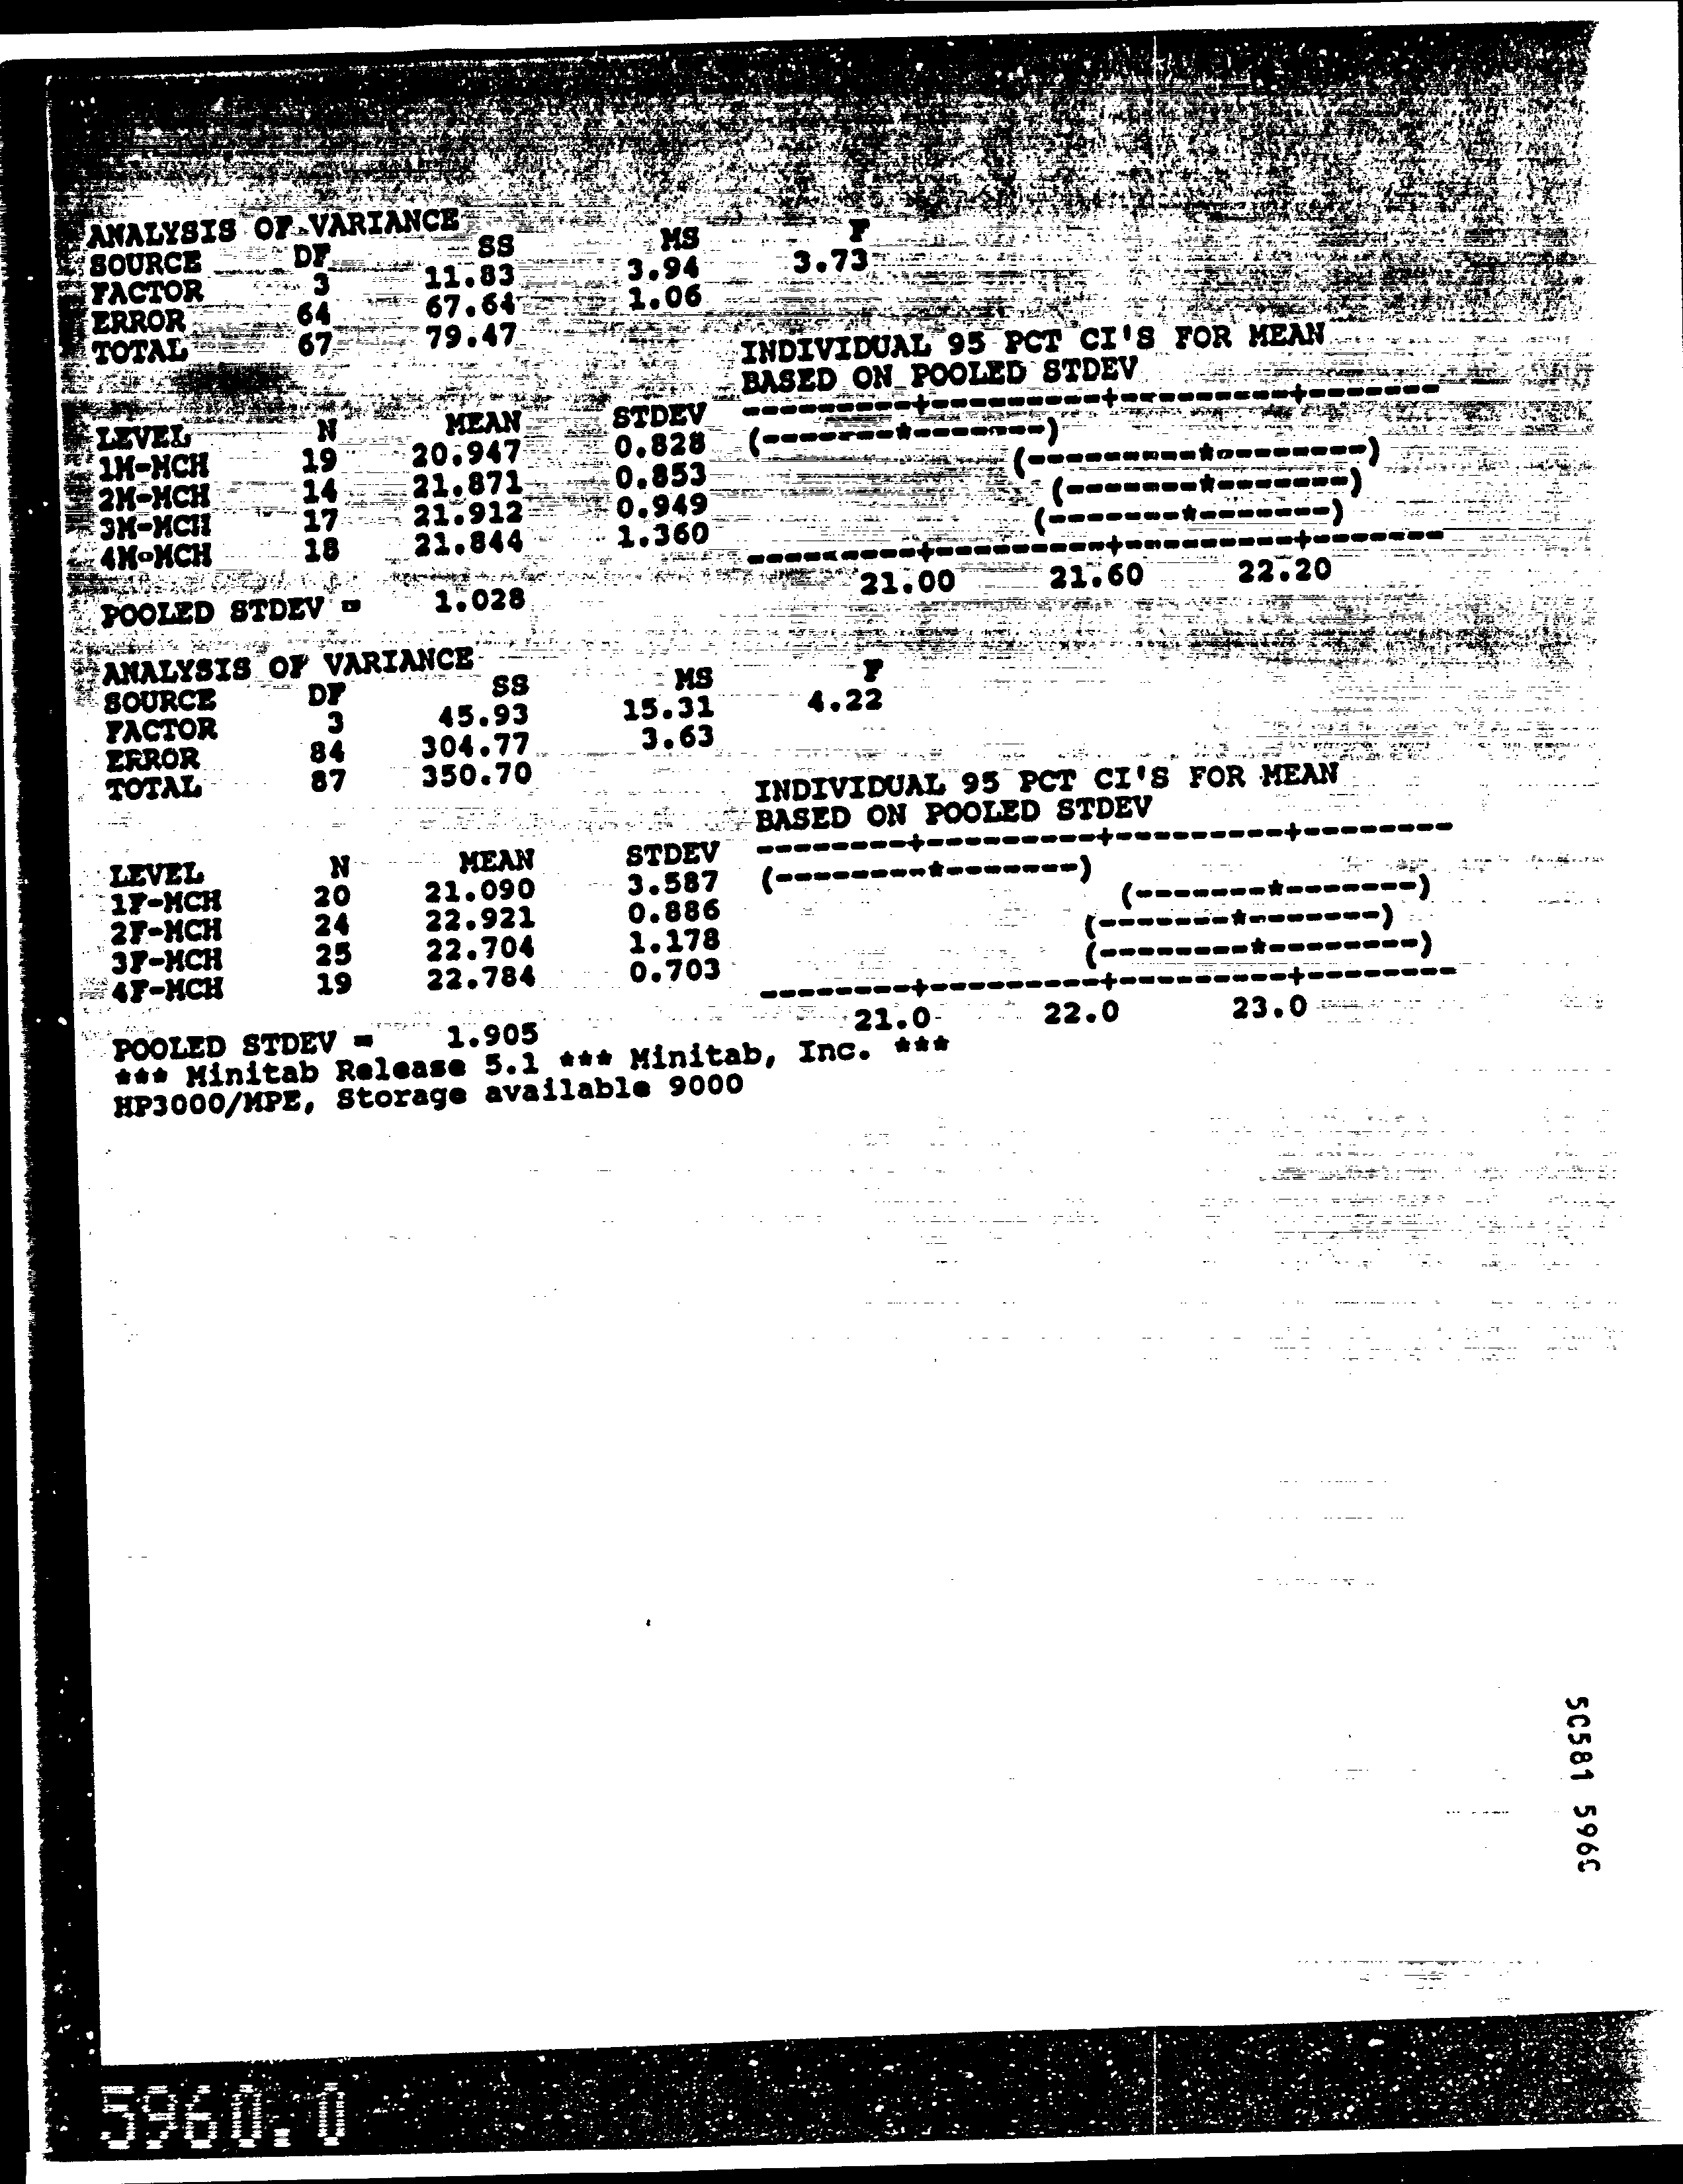 ANALYSIS OF VARIANCE
SOURCE DF SS MS F
FACTOR 3 11.83 3.94 3.73
ERROR 64 67.64 1.06
TOTAL 67 79.47
INDIVIDUAL 95 PCT CI'S FOR MEAN
BASED ON POOLED STDEV
---------+---------+---------+-------
LEVEL N MEAN STDEV
1M-MCH 19 20.947 0.828 (-------*-------)
2M-MCH 14 21.871 0.853 (---------*--------)
3M-MCH 17 21.912 0.949 (-------*-------)
4M-MCH 18 21.844 1.360 (-------*-------)
---------+---------+---------+-------
POOLED STDEV = 1.028 21.00 21.60 22.20
ANALYSIS OF VARIANCE
SOURCE DF SS MS F
FACTOR 3 45.93 15.31 4.22
ERROR 84 304.77 3.63
TOTAL 87 350.70
INDIVIDUAL 95 PCT CI'S FOR MEAN
BASED ON POOLED STDEV
--------+---------+---------+--------
LEVEL N MEAN STDEV
1F-MCH 20 21.090 3.587 (--------*-------)
2F-MCH 24 22.921 0.886 (-------*-------)
3F-MCH 25 22.704 1.178 (-------*-------)
4F-MCH 19 22.784 0.703 (--------*--------)
--------+---------+---------+--------
POOLED STDEV = 1.905 21.0 22.0 23.0
*** Minitab Release 5.1 *** Minitab, Inc. ***
HP3000/MPE, Storage available 9000
5960.0